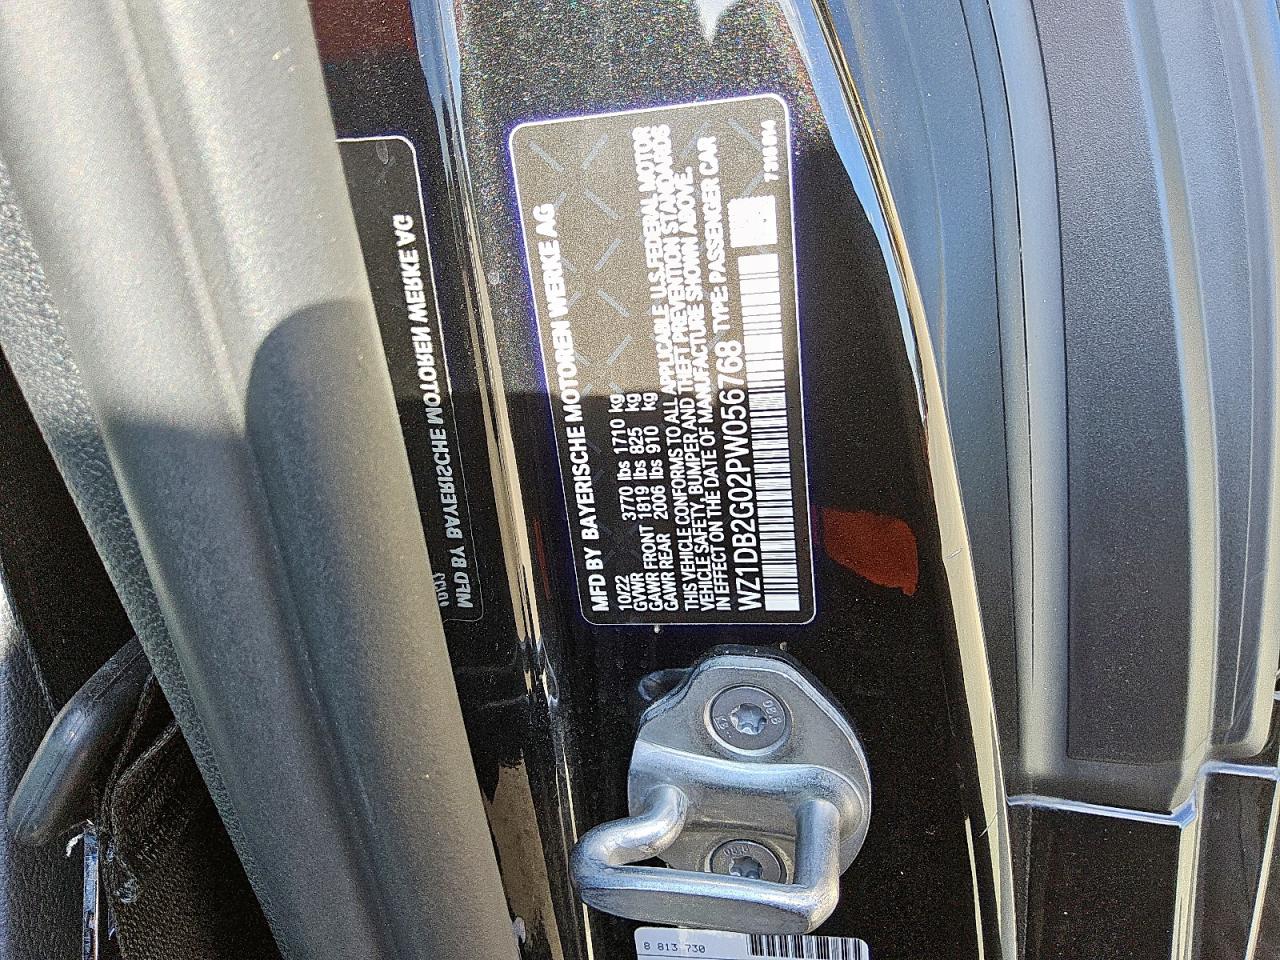 MFD BY BAYERISCHE MOTOREN WERKE AG
10/22
GVWR 3770 lbs 1710 kg
GAWR FRONT 1819 lbs 825 kg
GAWR REAR 2006 lbs 910 kg
THIS VEHICLE CONFORMS TO ALL APPLICABLE U.S. FEDERAL MOTOR
VEHICLE SAFETY, BUMPER AND THEFT PREVENTION STANDARDS
IN EFFECT ON THE DATE OF MANUFACTURE SHOWN ABOVE.
WZ1DB2G02PW056768 TYPE: PASSENGER CAR
MFD BY BAYERISCHE MOTOREN WERKE AG
10/22
8 813 730